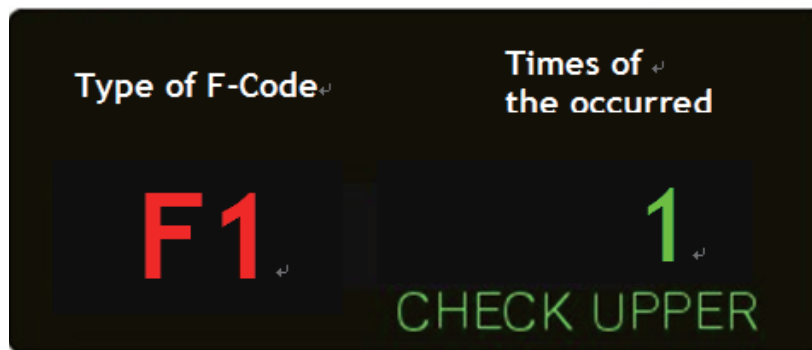 Type of F-Code
Times of
the occurred
F1
1
CHECK UPPER